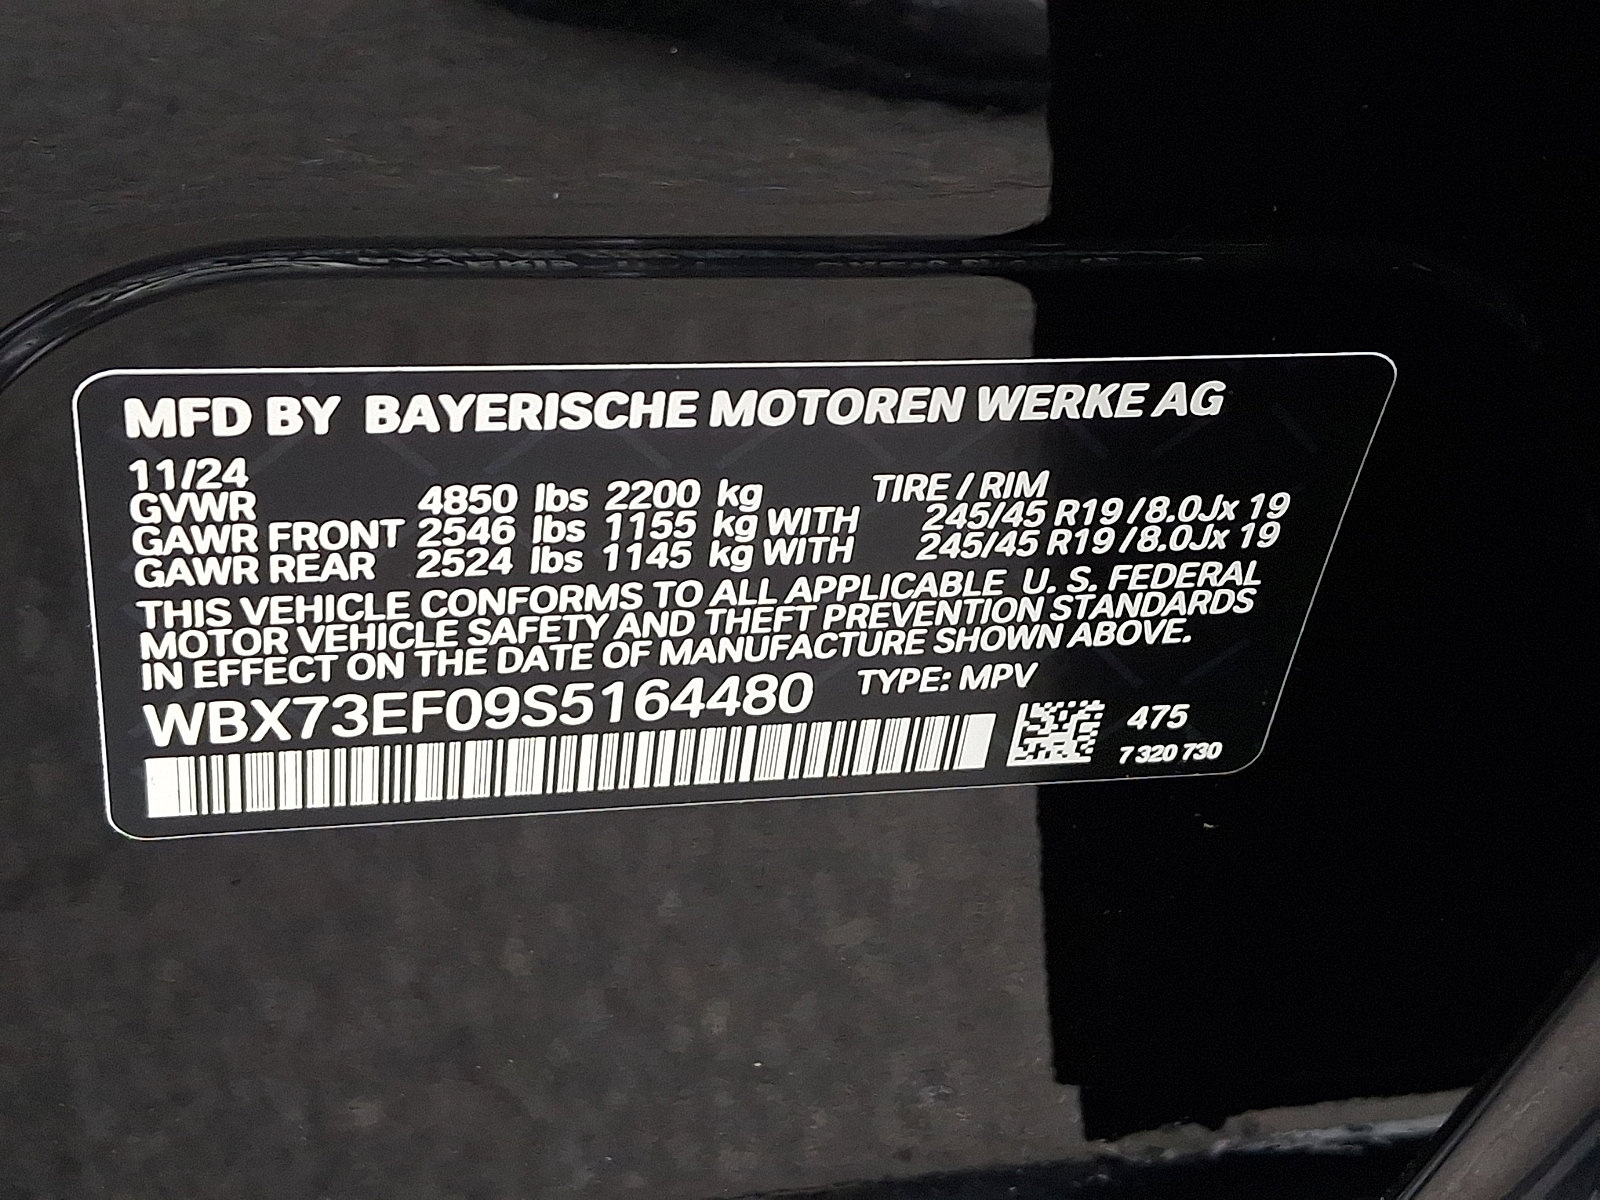 MFD BY BAYERISCHE MOTOREN WERKE AG
11/24 TIRE / RIM
GVWR 4850 lbs 2200 kg
GAWR FRONT 2546 lbs 1155 kg WITH 245/45 R19 / 8.0Jx 19
GAWR REAR 2524 lbs 1145 kg WITH 245/45 R19 / 8.0Jx 19
THIS VEHICLE CONFORMS TO ALL APPLICABLE U. S. FEDERAL
MOTOR VEHICLE SAFETY AND THEFT PREVENTION STANDARDS
IN EFFECT ON THE DATE OF MANUFACTURE SHOWN ABOVE.
WBX73EF09S5164480 TYPE: MPV
475
7 320 730